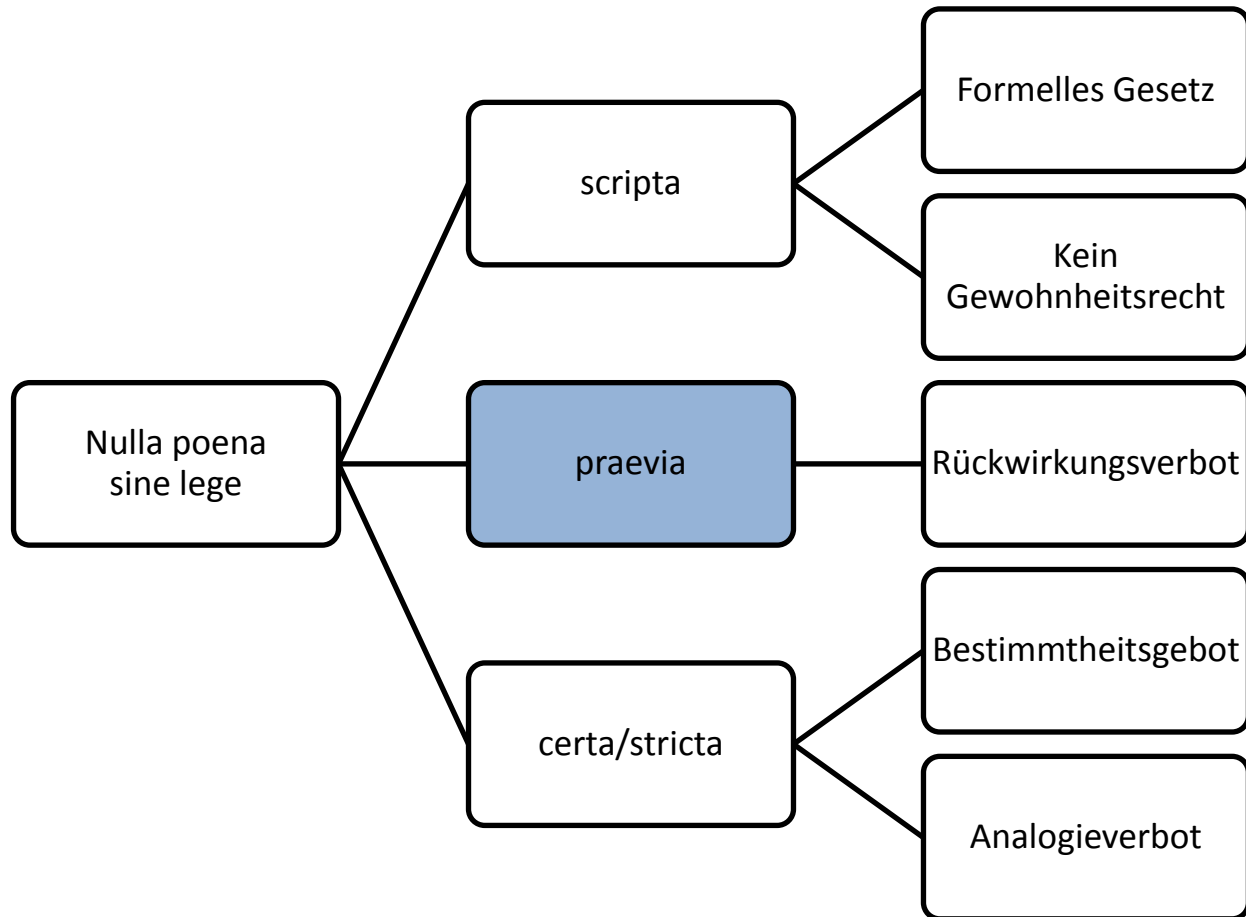 Nulla poena
sine lege
scripta
praevia
certa/stricta
Formelles Gesetz
Kein
Gewohnheitsrecht
Rückwirkungsverbot
Bestimmtheitsgebot
Analogieverbot